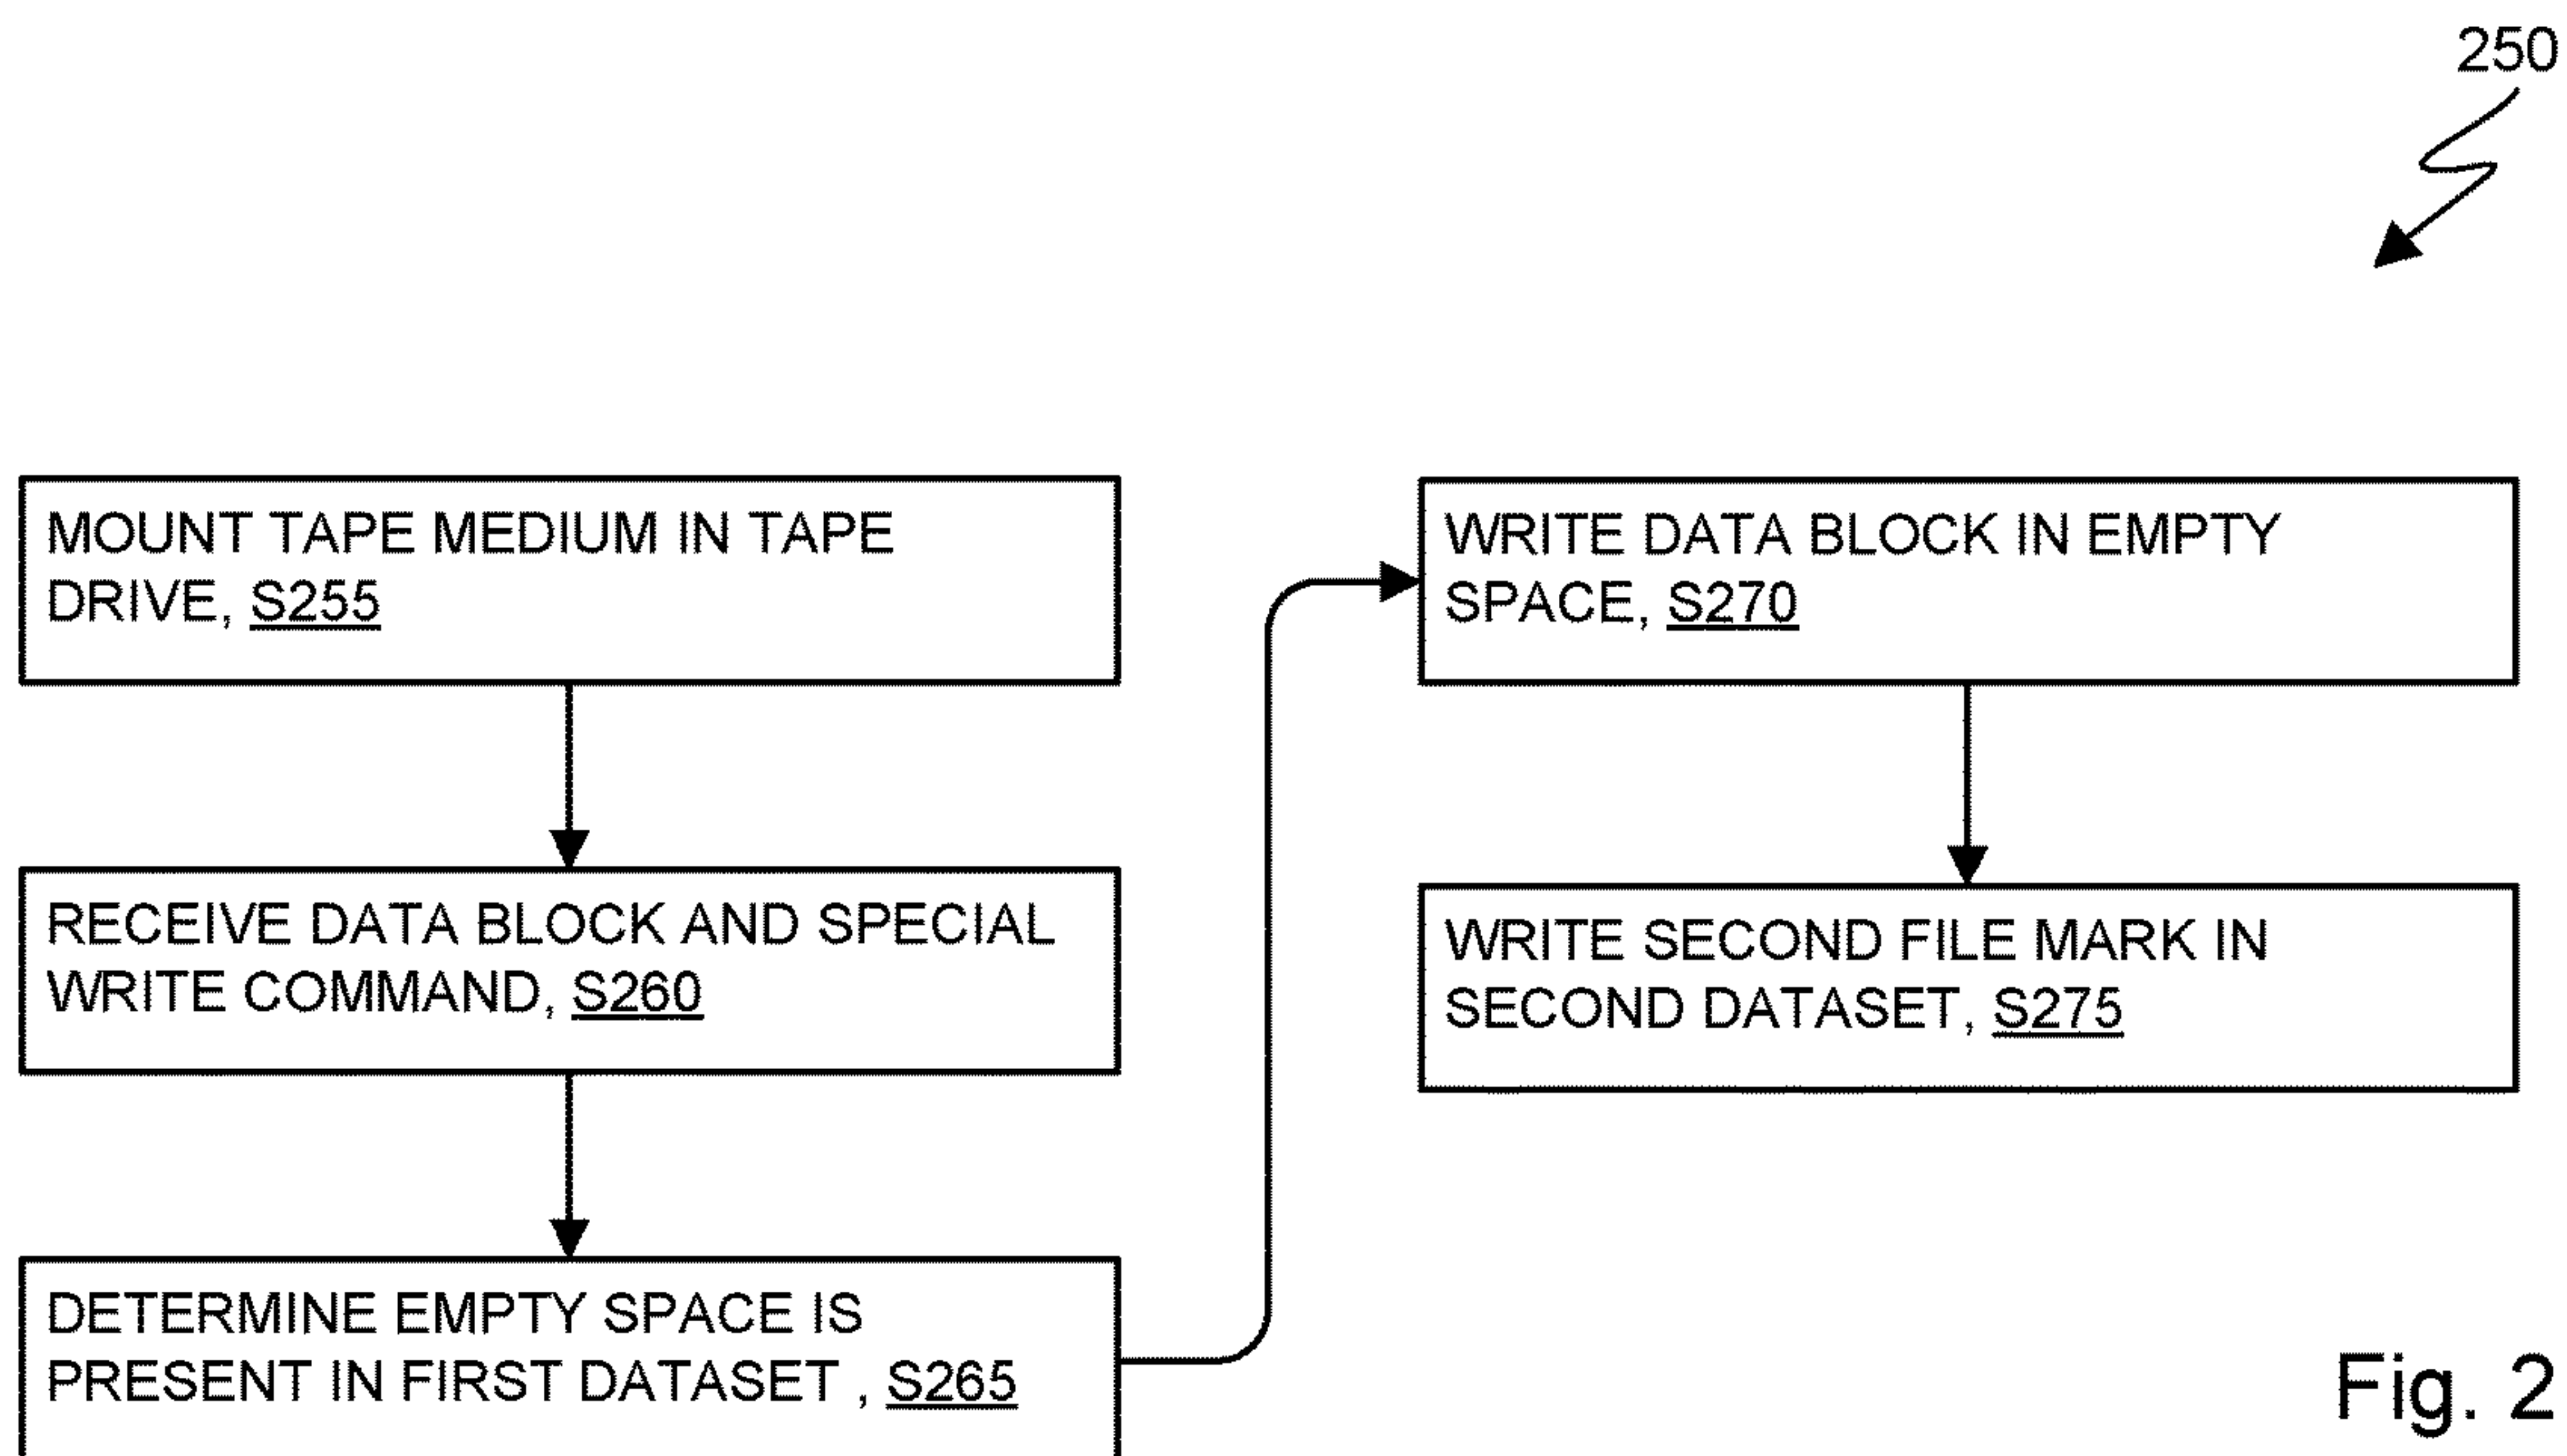 250
MOUNT TAPE MEDIUM IN TAPE
DRIVE, S255
RECEIVE DATA BLOCK AND SPECIAL
WRITE COMMAND, S260
DETERMINE EMPTY SPACE IS
PRESENT IN FIRST DATASET , S265
WRITE DATA BLOCK IN EMPTY
SPACE, S270
WRITE SECOND FILE MARK IN
SECOND DATASET, S275
Fig. 2